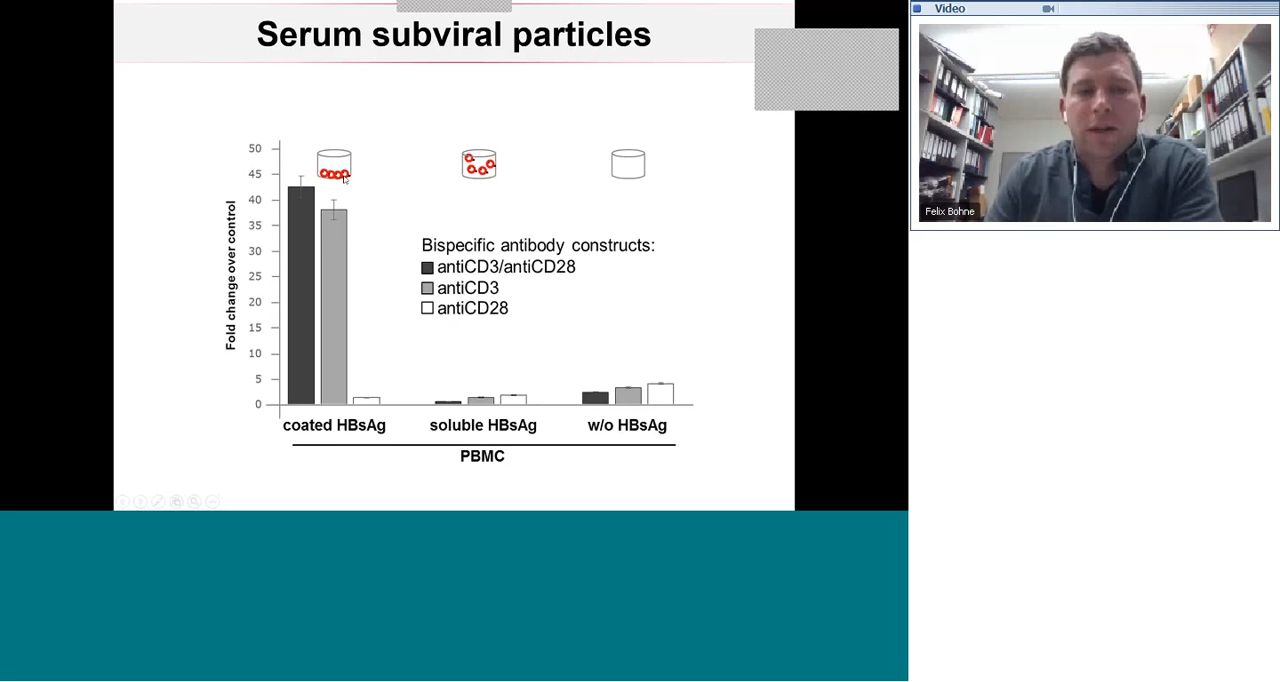 Serum subviral particles
Video
Felix Bohne
50
45
40
35
30
25
20
15
10
5
0
Fold change over control
Bispecific antibody constructs:
antiCD3/antiCD28
antiCD3
antiCD28
coated HBsAg
soluble HBsAg
w/o HBsAg
PBMC